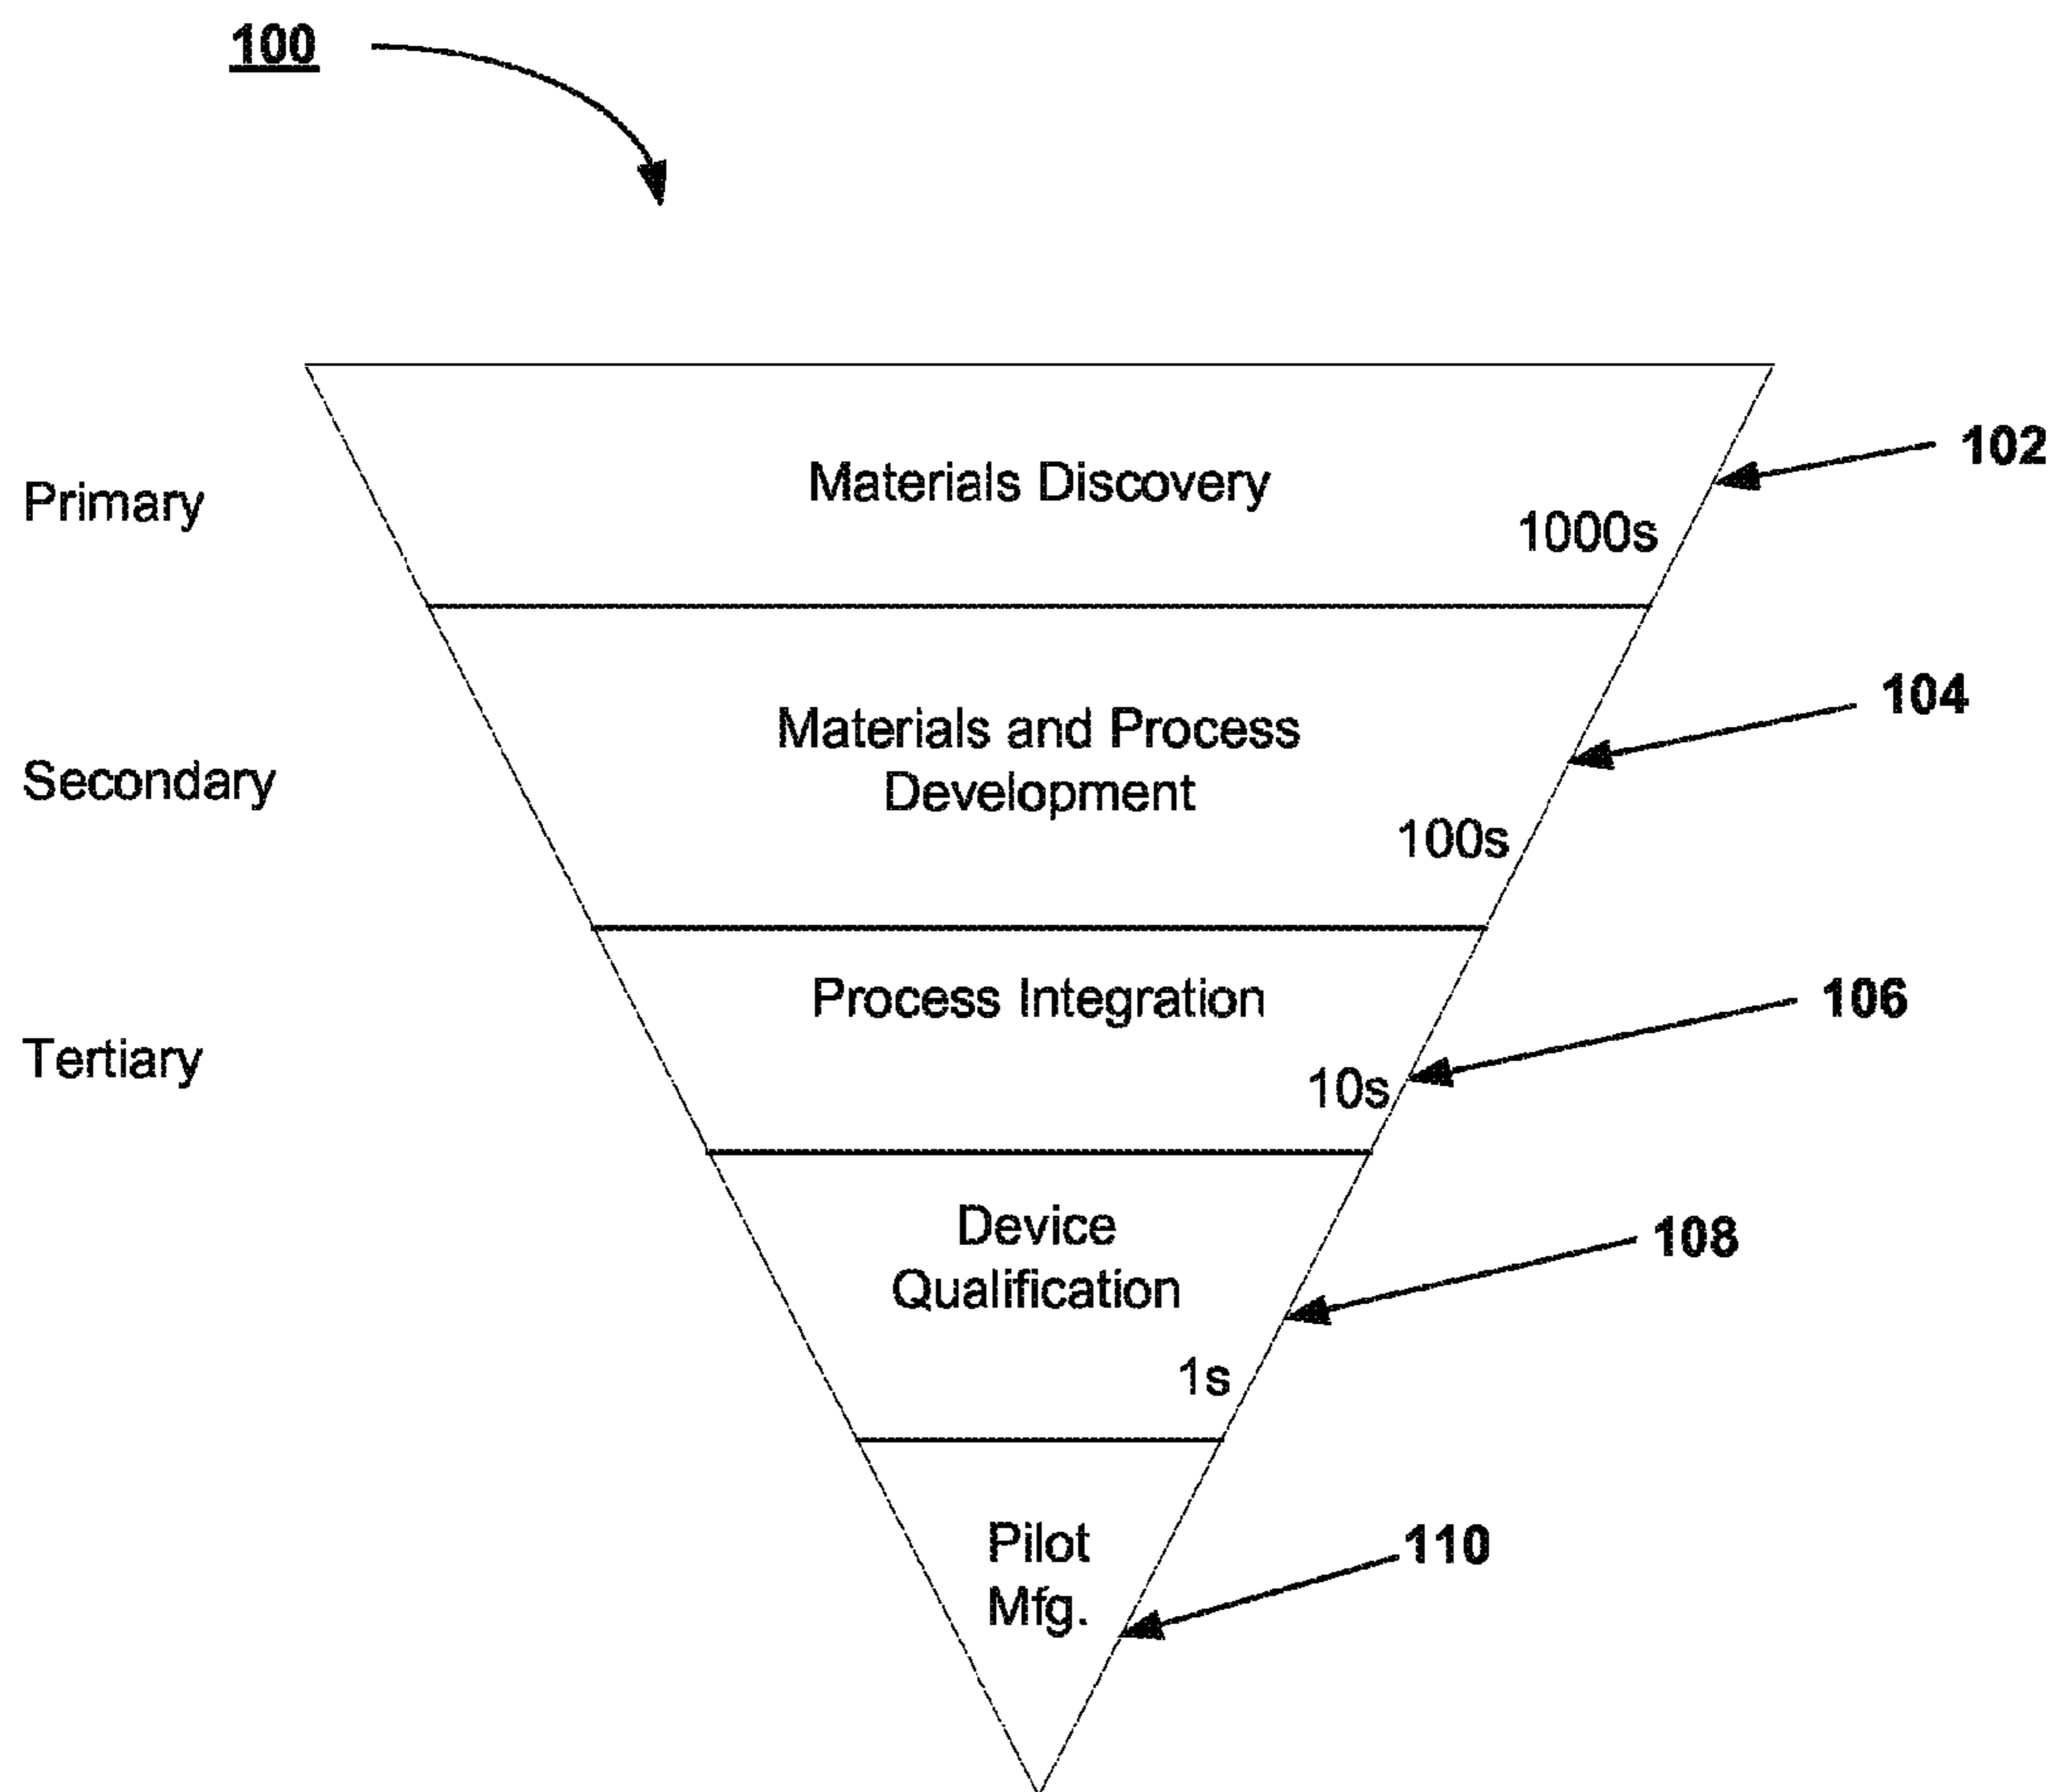 100
102
Materials Discovery
Primary
1000s
104
Materials and Process
Development
Secondary
100s
106
Process Integration
Tertiary
10s
Device
108
Qualification
1s
Pilot
110
Mfg.